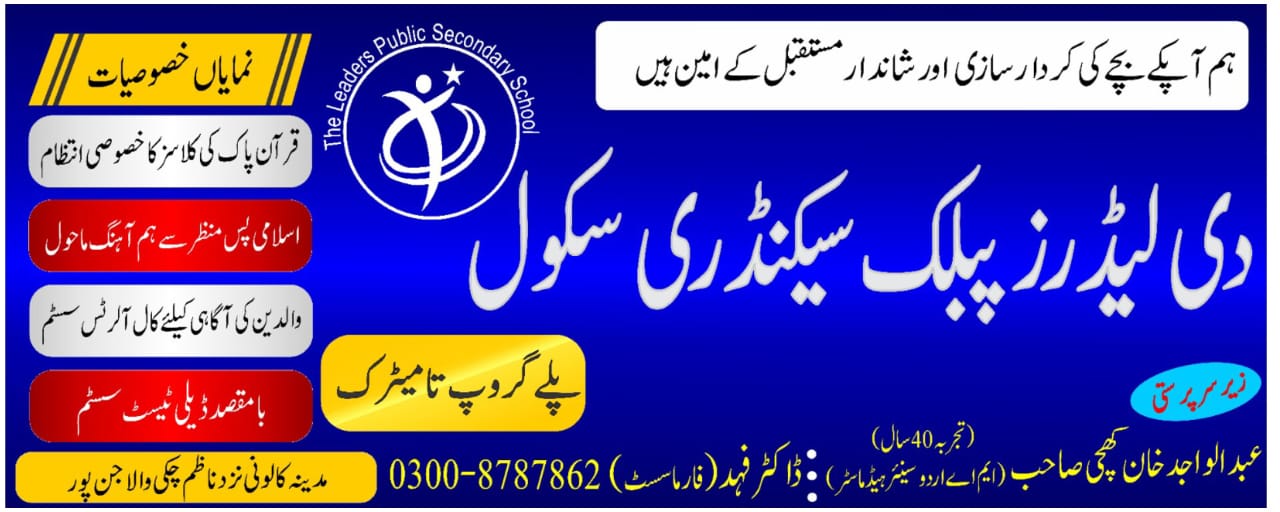 ہم آپکے بچے کی کردار سازی اور شاندار مستقبل کے امین ہیں
The Leaders Public Secondary School
دی لیڈرز پبلک سیکنڈری سکول
نمایاں خصوصیات
قرآن پاک کی کلاسز کا خصوصی انتظام
اسلامی پس منظر سے ہم آہنگ ماحول
والدین کی آگاہی کیلئے کال آلرٹس سسٹم
بامقصد ڈیلی ٹیسٹ سسٹم
پلے گروپ تا میٹرک
زیر سرپرستی
عبدالواجد خان کھچی صاحب (تجربہ 40 سال) (ایم اے اردو سینئر ہیڈ ماسٹر) : ڈاکٹر فہد (فارماسسٹ) 0300-8787862
مدینہ کالونی نزد ناظم چکی والا جن پور